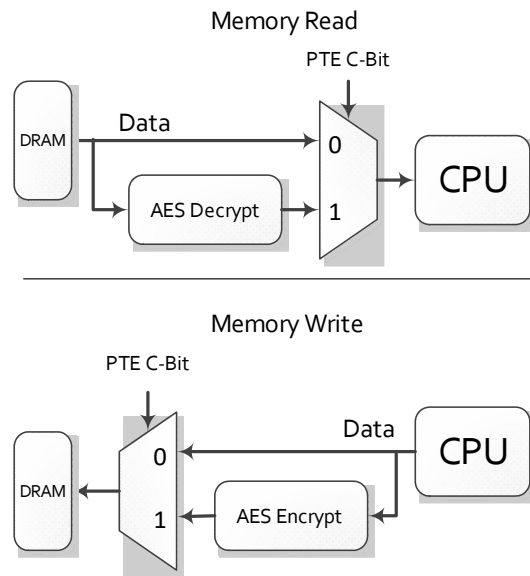 Memory Read
PTE C-Bit
DRAM
Data
0
CPU
AES Decrypt
1
Memory Write
PTE C-Bit
Data
0
CPU
DRAM
1
AES Encrypt